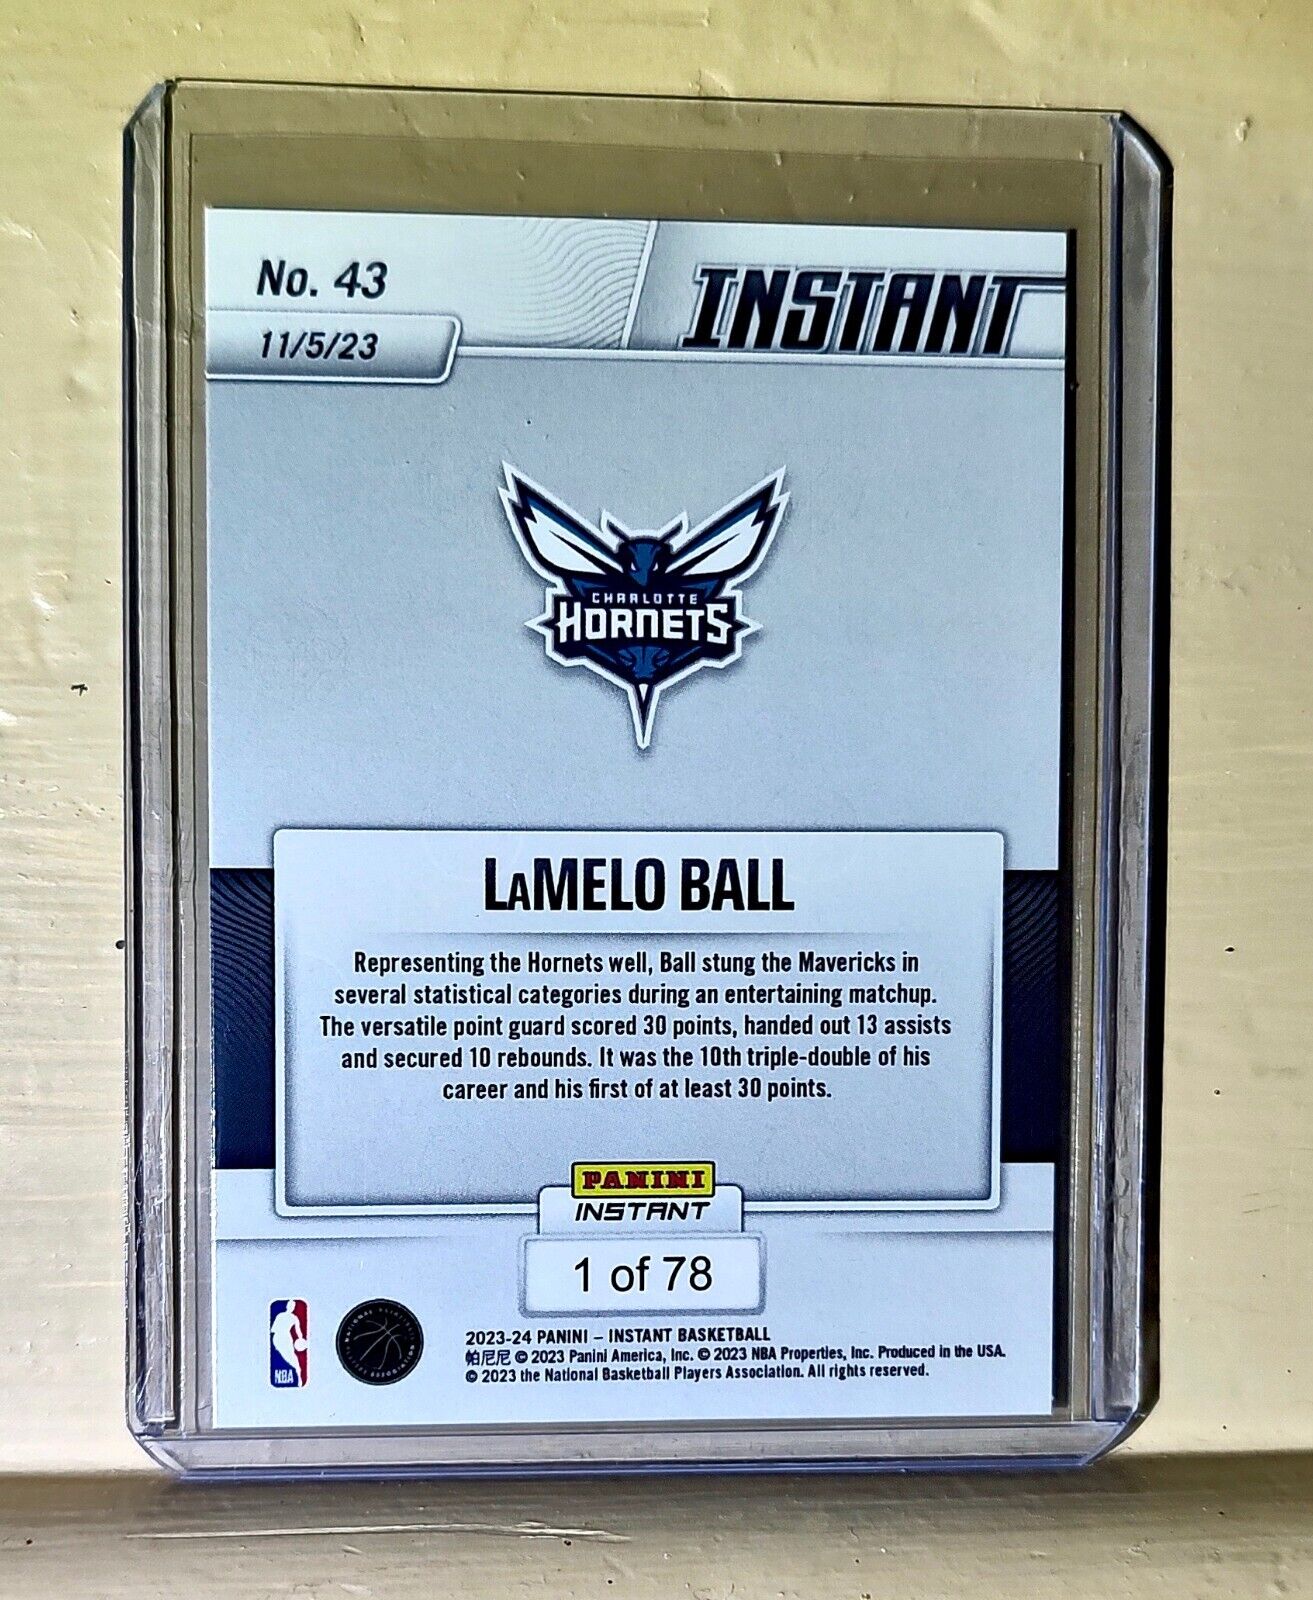 No. 43
INSTANT
11/5/23
CHARLOTTE
HORNETS
LaMELO BALL
Representing the Hornets well, Ball stung the Mavericks in
several statistical categories during an entertaining matchup.
The versatile point guard scored 30 points, handed out 13 assists
and secured 10 rebounds. It was the 10th triple-double of his
career and his first of at least 30 points.
PANINI
INSTANT
1 of 78
NBA
2023-24 PANINI – INSTANT BASKETBALL
帕尼尼 © 2023 Panini America, Inc. © 2023 NBA Properties, Inc. Produced in the USA.
© 2023 the National Basketball Players Association. All rights reserved.